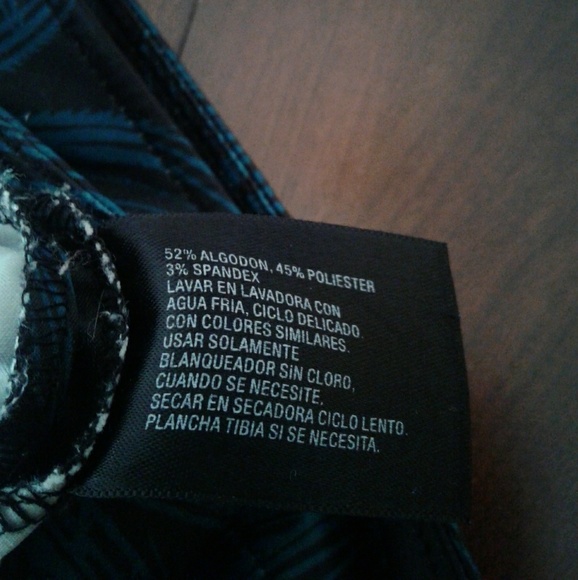 52% ALGODON, 45% POLIESTER
3% SPANDEX
LAVAR EN LAVADORA CON
AGUA FRIA, CICLO DELICADO.
CON COLORES SIMILARES.
USAR SOLAMENTE
BLANQUEADOR SIN CLORO,
CUANDO SE NECESITE.
SECAR EN SECADORA CICLO LENTO.
PLANCHA TIBIA SI SE NECESITA.